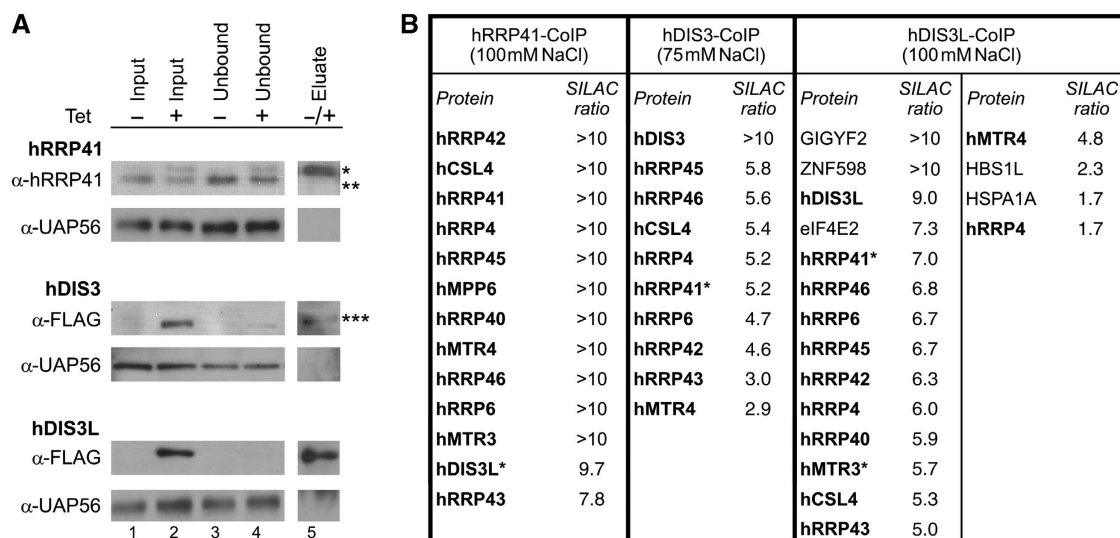 A
Input
Input
Unbound
Unbound
Eluate
Tet − + − + −/+
hRRP41
α-hRRP41
*
**
α-UAP56
hDIS3
α-FLAG
***
α-UAP56
hDIS3L
α-FLAG
α-UAP56
1 2 3 4 5
B
hRRP41-CoIP
(100 mM NaCl)
Protein SILAC
ratio
hRRP42 >10
hCSL4 >10
hRRP41 >10
hRRP4 >10
hRRP45 >10
hMPP6 >10
hRRP40 >10
hMTR4 >10
hRRP46 >10
hRRP6 >10
hMTR3 >10
hDIS3L* 9.7
hRRP43 7.8
hDIS3-CoIP
(75 mM NaCl)
Protein SILAC
ratio
hDIS3 >10
hRRP45 5.8
hRRP46 5.6
hCSL4 5.4
hRRP4 5.2
hRRP41* 5.2
hRRP6 4.7
hRRP42 4.6
hRRP43 3.0
hMTR4 2.9
hDIS3L-CoIP
(100 mM NaCl)
Protein SILAC
ratio
GIGYF2 >10
ZNF598 >10
hDIS3L 9.0
eIF4E2 7.3
hRRP41* 7.0
hRRP46 6.8
hRRP6 6.7
hRRP45 6.7
hRRP42 6.3
hRRP4 6.0
hRRP40 5.9
hMTR3* 5.7
hCSL4 5.3
hRRP43 5.0
Protein SILAC
ratio
hMTR4 4.8
HBS1L 2.3
HSPA1A 1.7
hRRP4 1.7